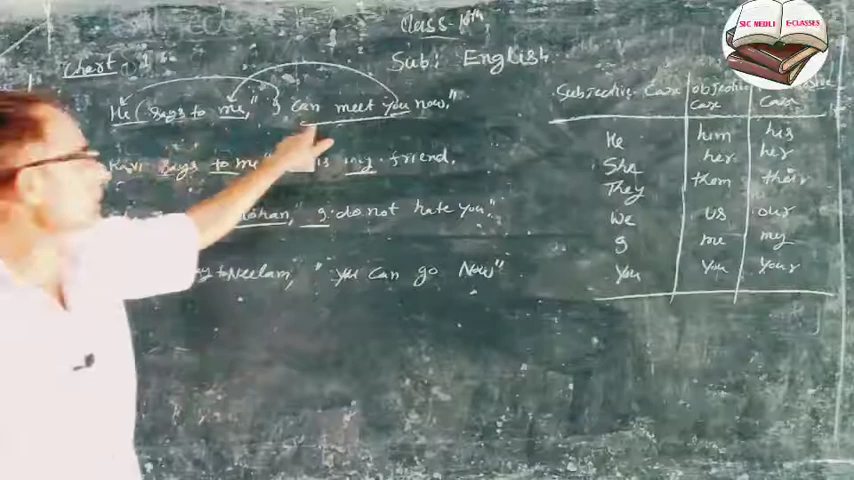 Class-10th
Sub: English
Chart
He (says to me, "I can meet you now,"
Ravi says to me " is my friend.
Mohan, "I do not hate you."
say to Neelam, "You can go Now"
Subjective Case objective Case Case
He him his
She her her
They them their
We us our
I me my
You You Your
SIC NEDLI E-CLASSES